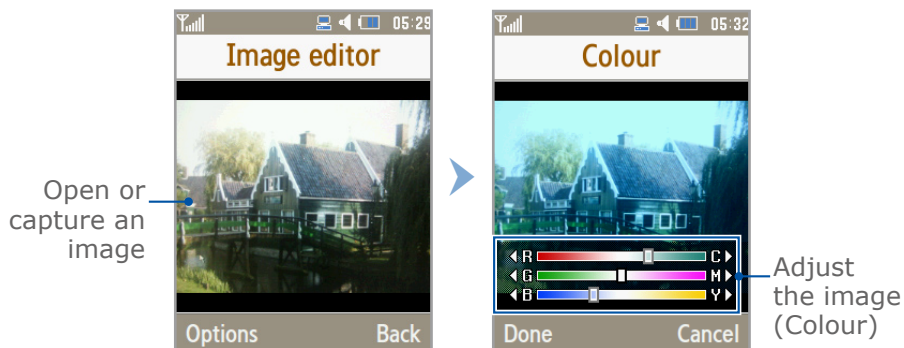 05:29
Image editor
Open or
capture an
image
Options Back
05:32
Colour
R C
G M
B Y
Adjust
the image
(Colour)
Done Cancel